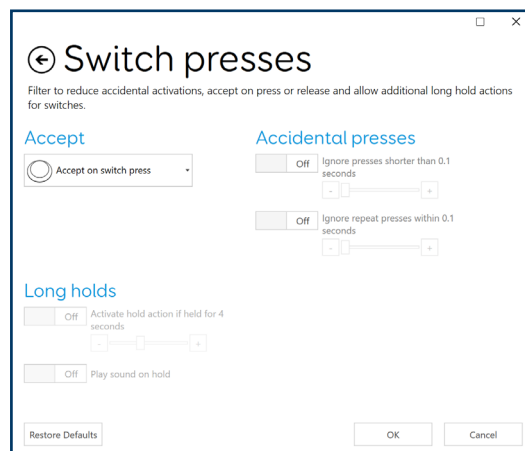 Switch presses
Filter to reduce accidental activations, accept on press or release and allow additional long hold actions
for switches.
Accept
Accept on switch press
Accidental presses
Off
Ignore presses shorter than 0.1
seconds
- +
Off
Ignore repeat presses within 0.1
seconds
- +
Long holds
Off
Activate hold action if held for 4
seconds
- +
Off
Play sound on hold
Restore Defaults
OK
Cancel